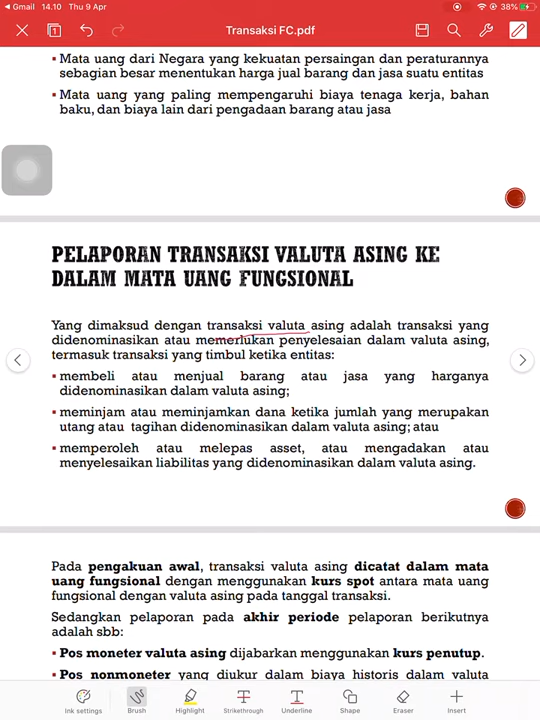 Gmail 14.10 Thu 9 Apr 38%
1
Transaksi FC.pdf
Mata uang dari Negara yang kekuatan persaingan dan peraturannya
sebagian besar menentukan harga jual barang dan jasa suatu entitas
Mata uang yang paling mempengaruhi biaya tenaga kerja, bahan
baku, dan biaya lain dari pengadaan barang atau jasa
PELAPORAN TRANSAKSI VALUTA ASING KE
DALAM MATA UANG FUNGSIONAL
Yang dimaksud dengan transaksi valuta asing adalah transaksi yang
didenominasikan atau memerlukan penyelesaian dalam valuta asing,
termasuk transaksi yang timbul ketika entitas:
membeli atau menjual barang atau jasa yang harganya
didenominasikan dalam valuta asing;
meminjam atau meminjamkan dana ketika jumlah yang merupakan
utang atau tagihan didenominasikan dalam valuta asing; atau
memperoleh atau melepas asset, atau mengadakan atau
menyelesaikan liabilitas yang didenominasikan dalam valuta asing.
Pada pengakuan awal, transaksi valuta asing dicatat dalam mata
uang fungsional dengan menggunakan kurs spot antara mata uang
fungsional dengan valuta asing pada tanggal transaksi.
Sedangkan pelaporan pada akhir periode pelaporan berikutnya
adalah sbb:
Pos moneter valuta asing dijabarkan menggunakan kurs penutup.
Pos nonmoneter yang diukur dalam biaya historis dalam valuta
Ink settings Brush Highlight Strikethrough Underline Shape Eraser Insert